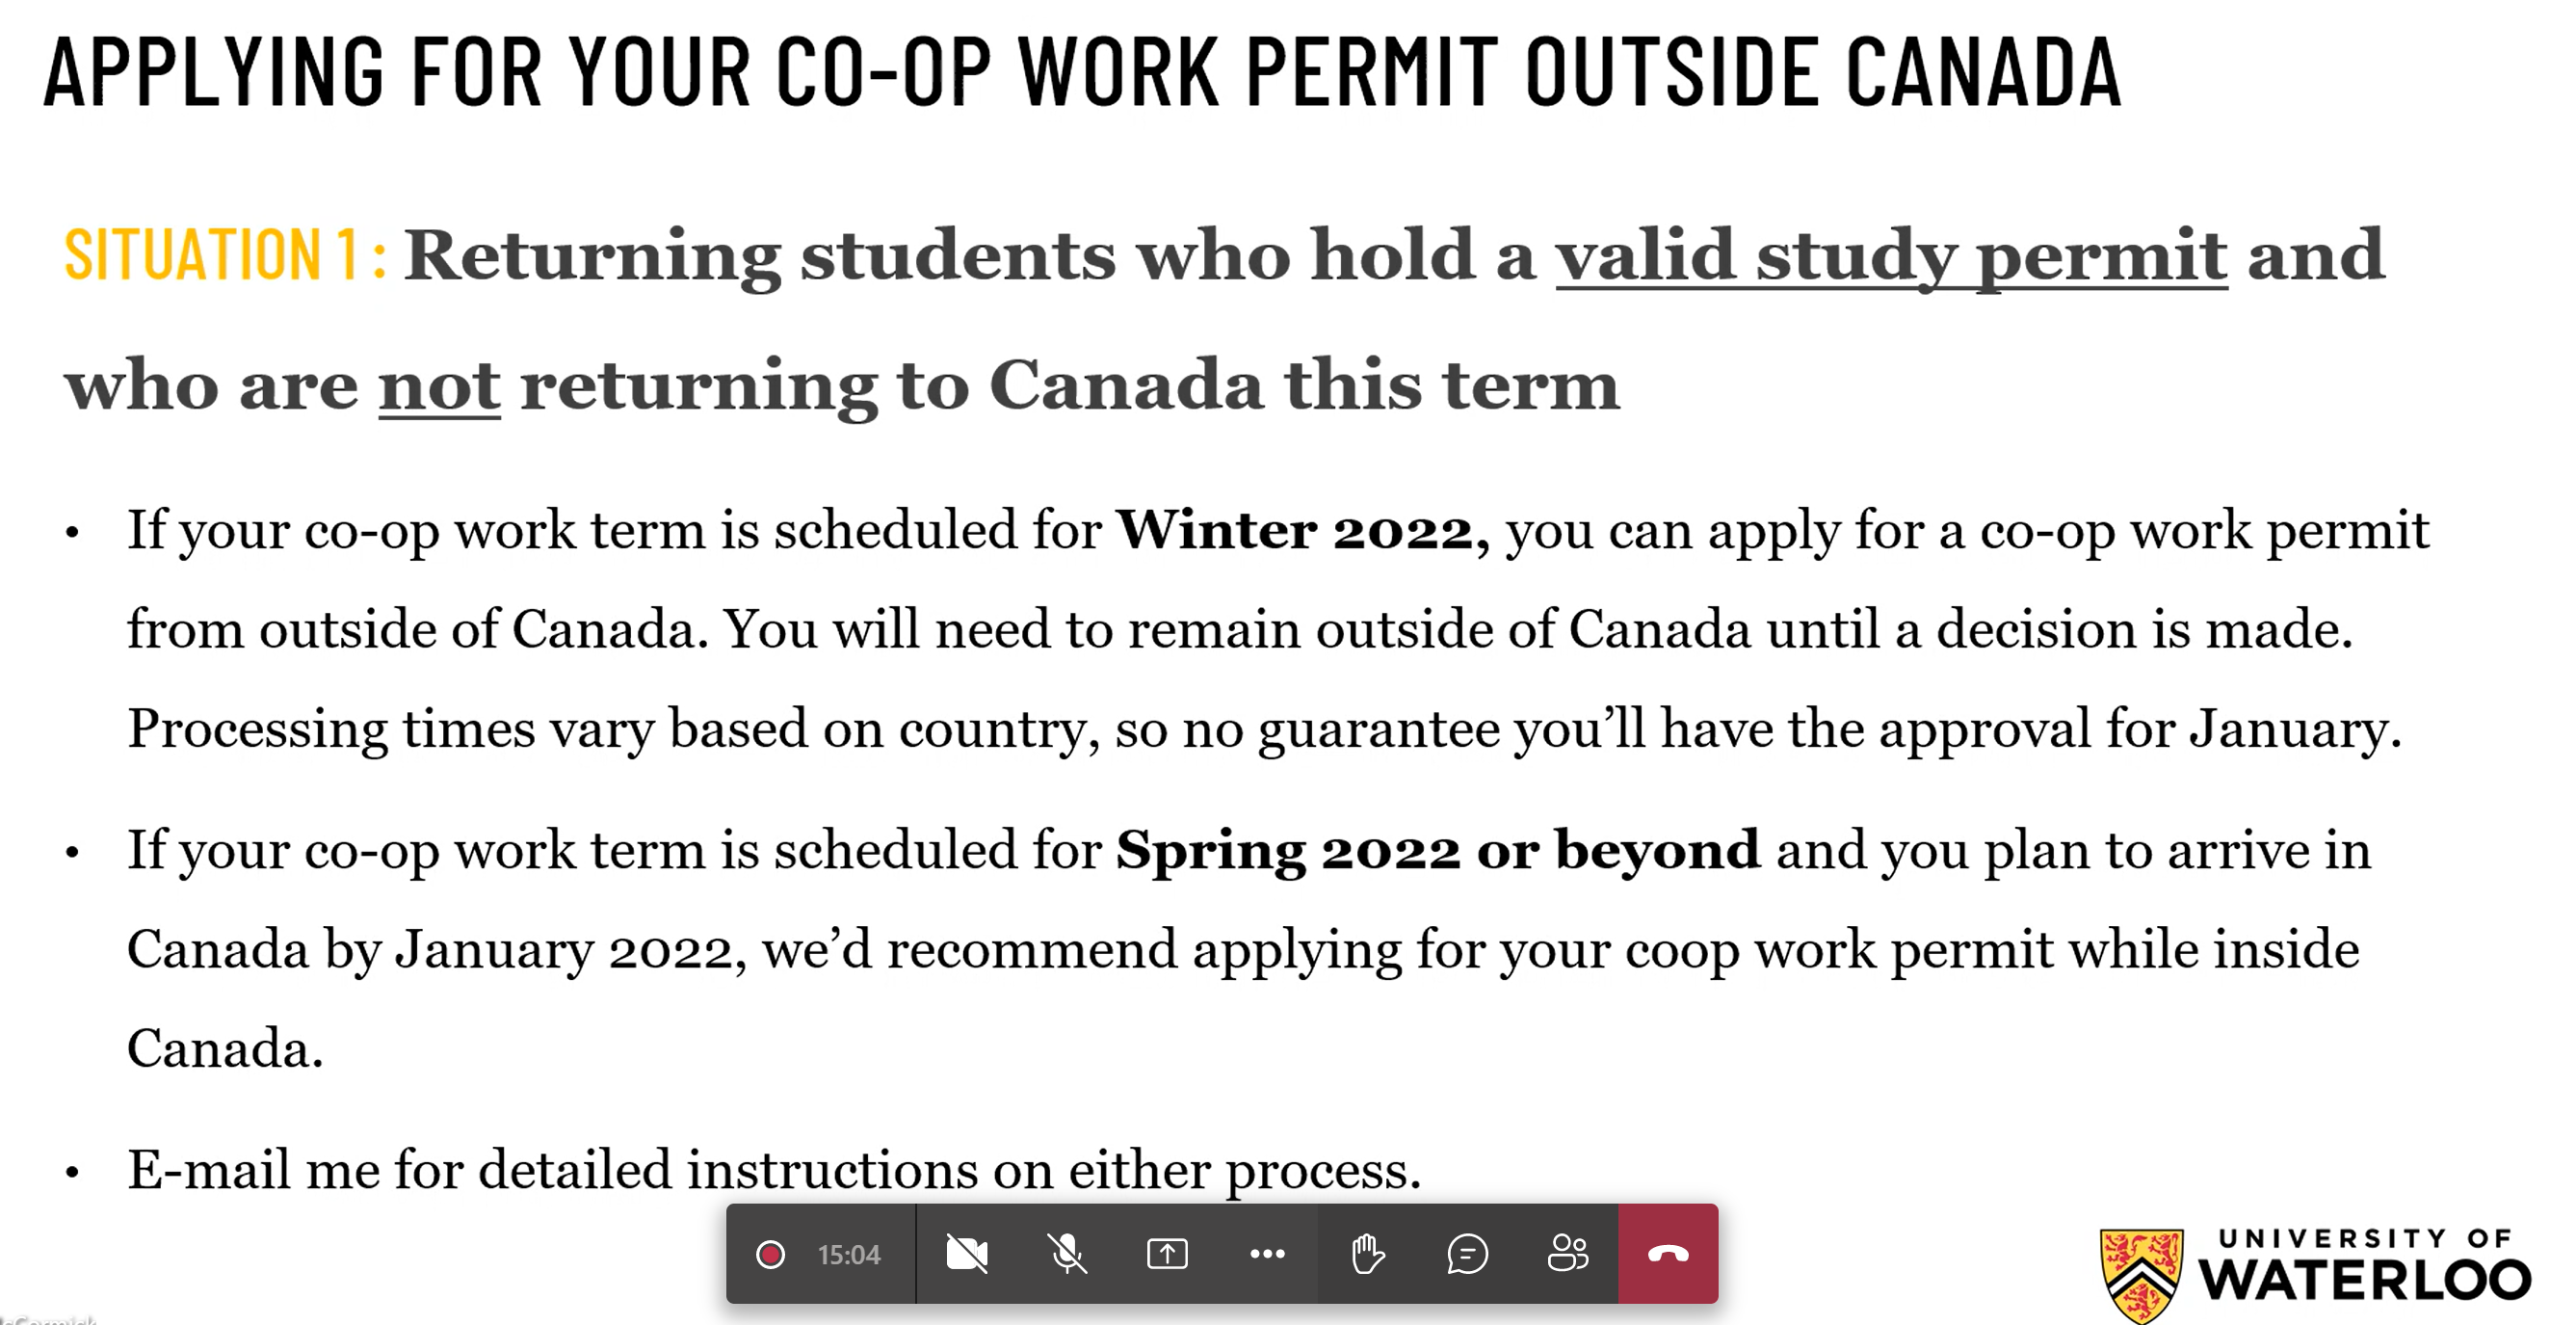 APPLYING FOR YOUR CO-OP WORK PERMIT OUTSIDE CANADA
SITUATION 1 : Returning students who hold a valid study permit and
who are not returning to Canada this term
• If your co-op work term is scheduled for Winter 2022, you can apply for a co-op work permit
from outside of Canada. You will need to remain outside of Canada until a decision is made.
Processing times vary based on country, so no guarantee you’ll have the approval for January.
• If your co-op work term is scheduled for Spring 2022 or beyond and you plan to arrive in
Canada by January 2022, we’d recommend applying for your coop work permit while inside
Canada.
• E-mail me for detailed instructions on either process.
15:04
UNIVERSITY OF
WATERLOO